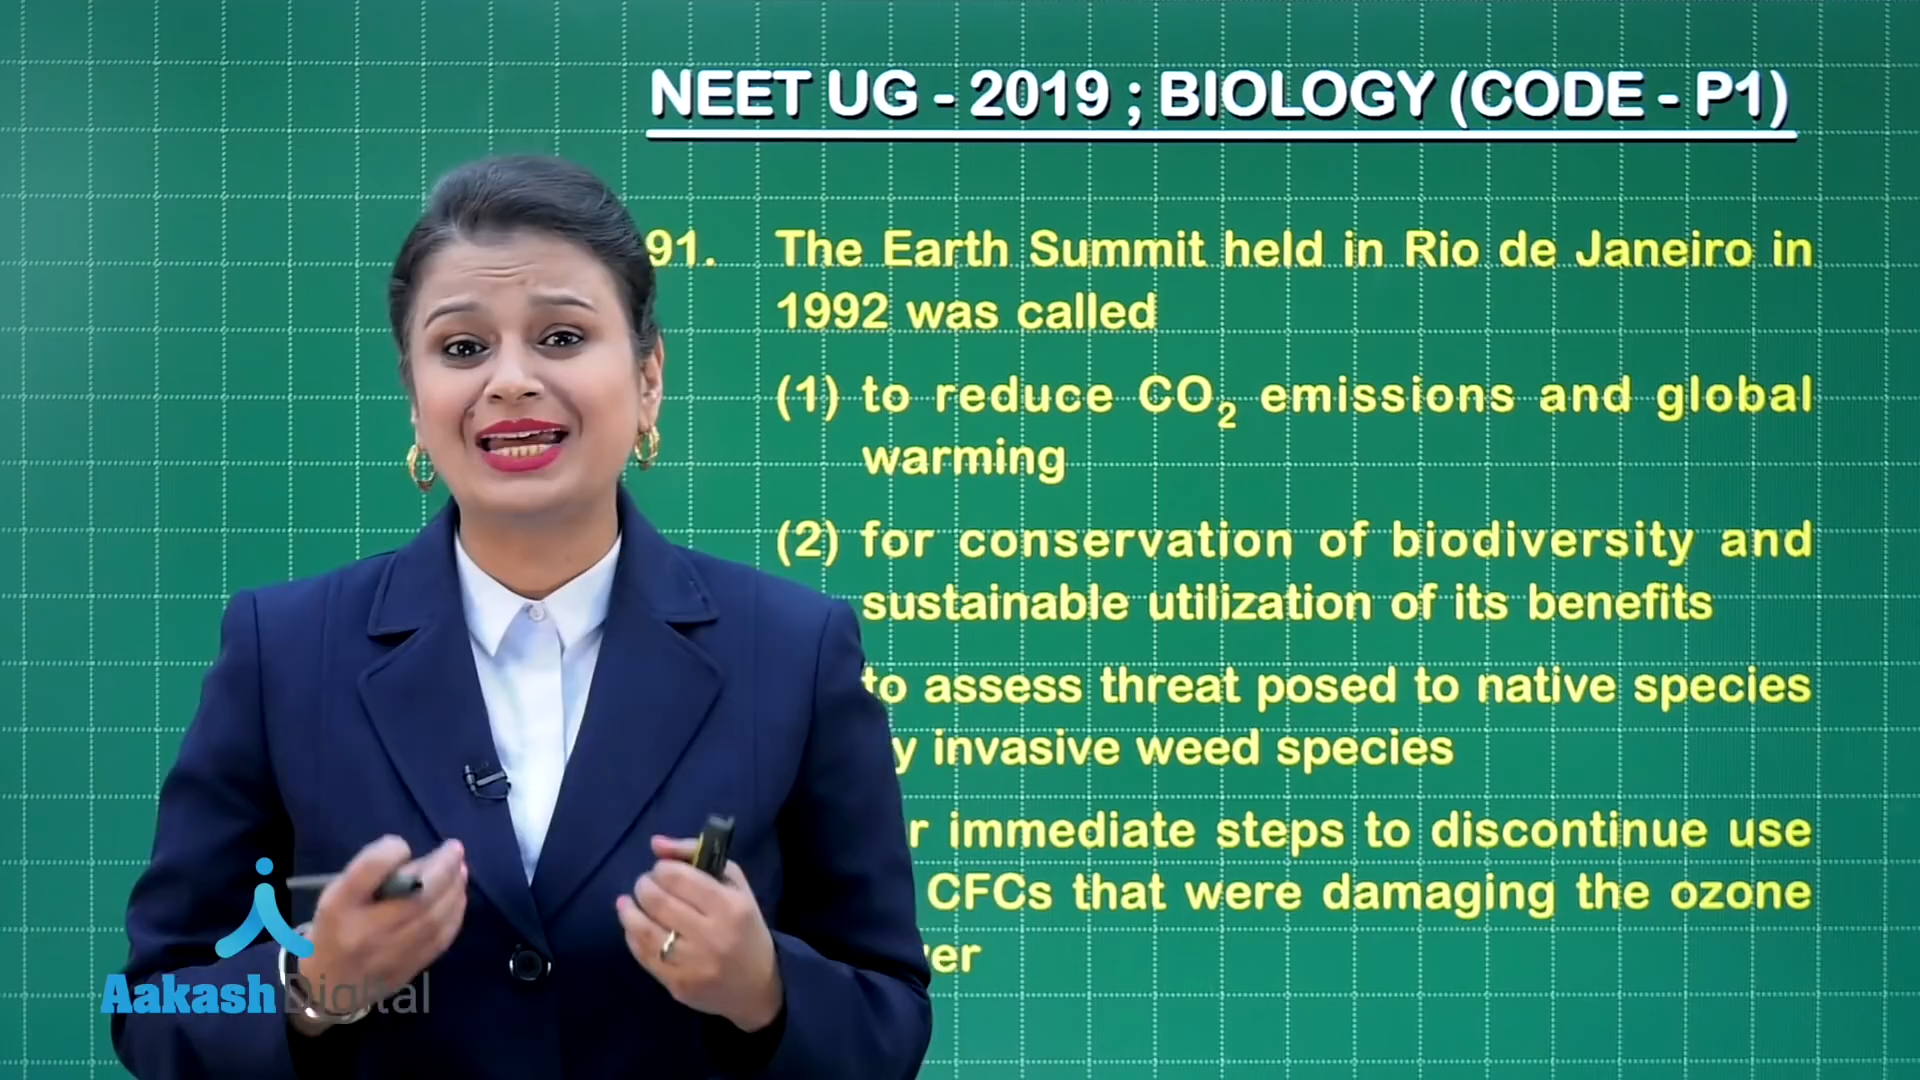 NEET UG - 2019 ; BIOLOGY (CODE - P1)
91. The Earth Summit held in Rio de Janeiro in
1992 was called
(1) to reduce CO₂ emissions and global
warming
(2) for conservation of biodiversity and
sustainable utilization of its benefits
to assess threat posed to native species
y invasive weed species
r immediate steps to discontinue use
CFCs that were damaging the ozone
er
Aakash Digital